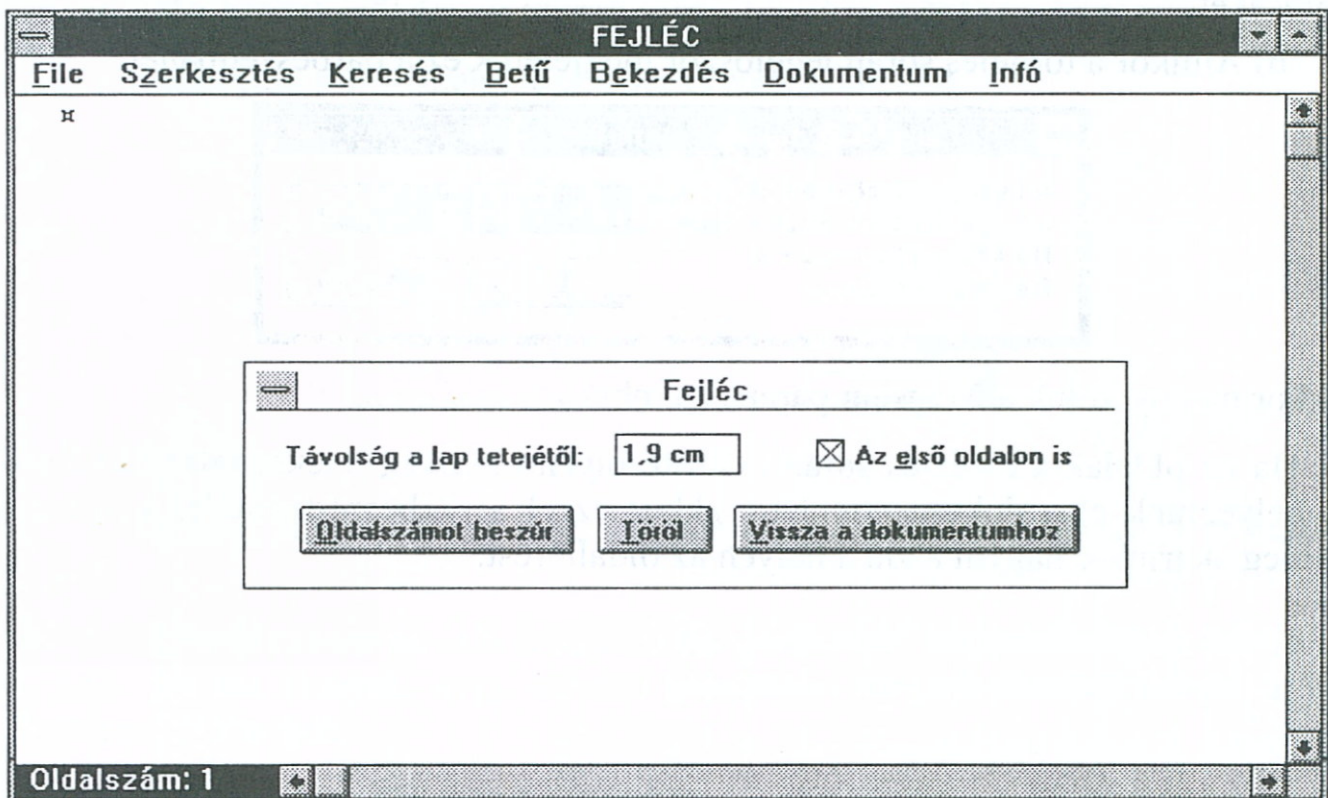 FEJLÉC
File Szerkesztés Keresés Betű Bekezdés Dokumentum Infó
¤
Fejléc
Távolság a lap tetejétől: 1,9 cm Az első oldalon is
Oldalszámot beszúr Töröl Vissza a dokumentumhoz
Oldalszám: 1